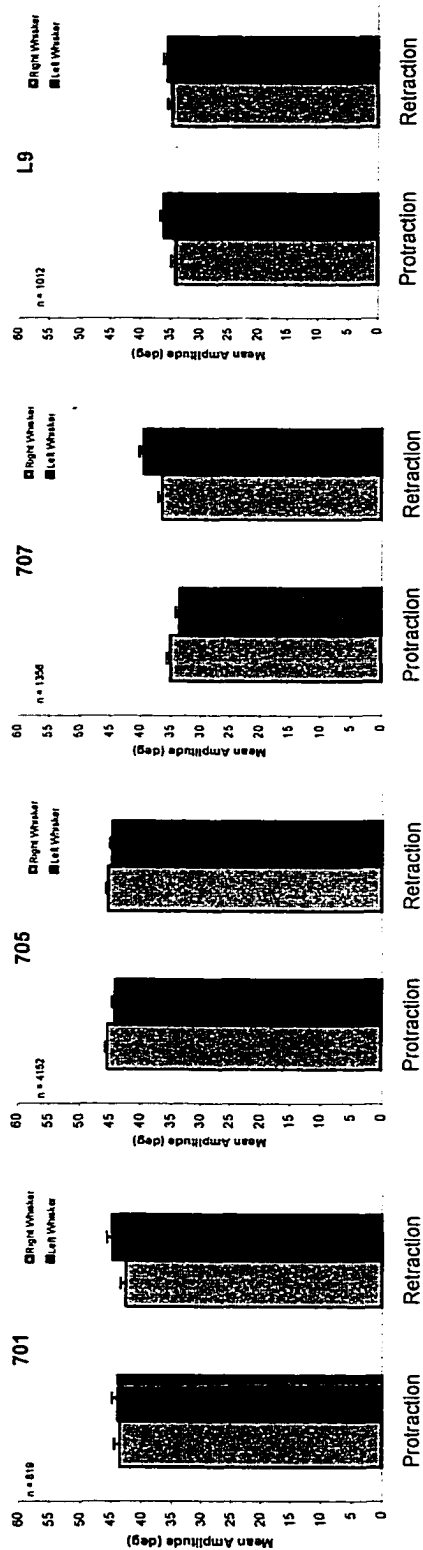 701
n = 819
Right Whisker
Left Whisker
Mean Amplitude (deg)
60
55
50
45
40
35
30
25
20
15
10
5
0
Protraction
Retraction
705
n = 4152
Right Whisker
Left Whisker
Mean Amplitude (deg)
60
55
50
45
40
35
30
25
20
15
10
5
0
Protraction
Retraction
707
n = 1356
Right Whisker
Left Whisker
Mean Amplitude (deg)
60
55
50
45
40
35
30
25
20
15
10
5
0
Protraction
Retraction
L9
n = 1012
Right Whisker
Left Whisker
Mean Amplitude (deg)
60
55
50
45
40
35
30
25
20
15
10
5
0
Protraction
Retraction